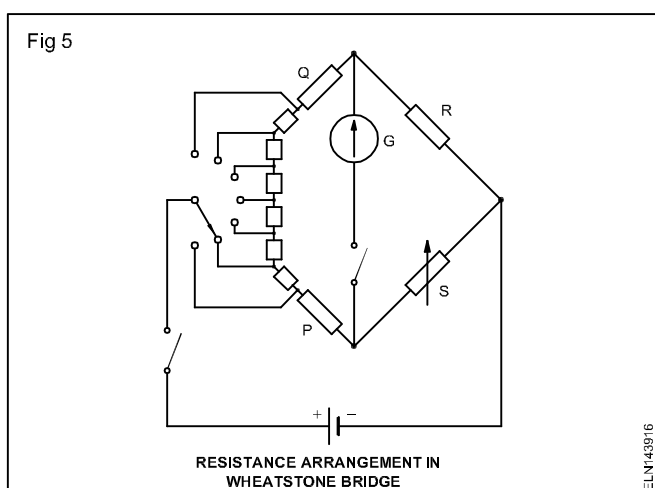 Fig 5
Q
R
G
S
P
+ −
RESISTANCE ARRANGEMENT IN
WHEATSTONE BRIDGE
ELN143916